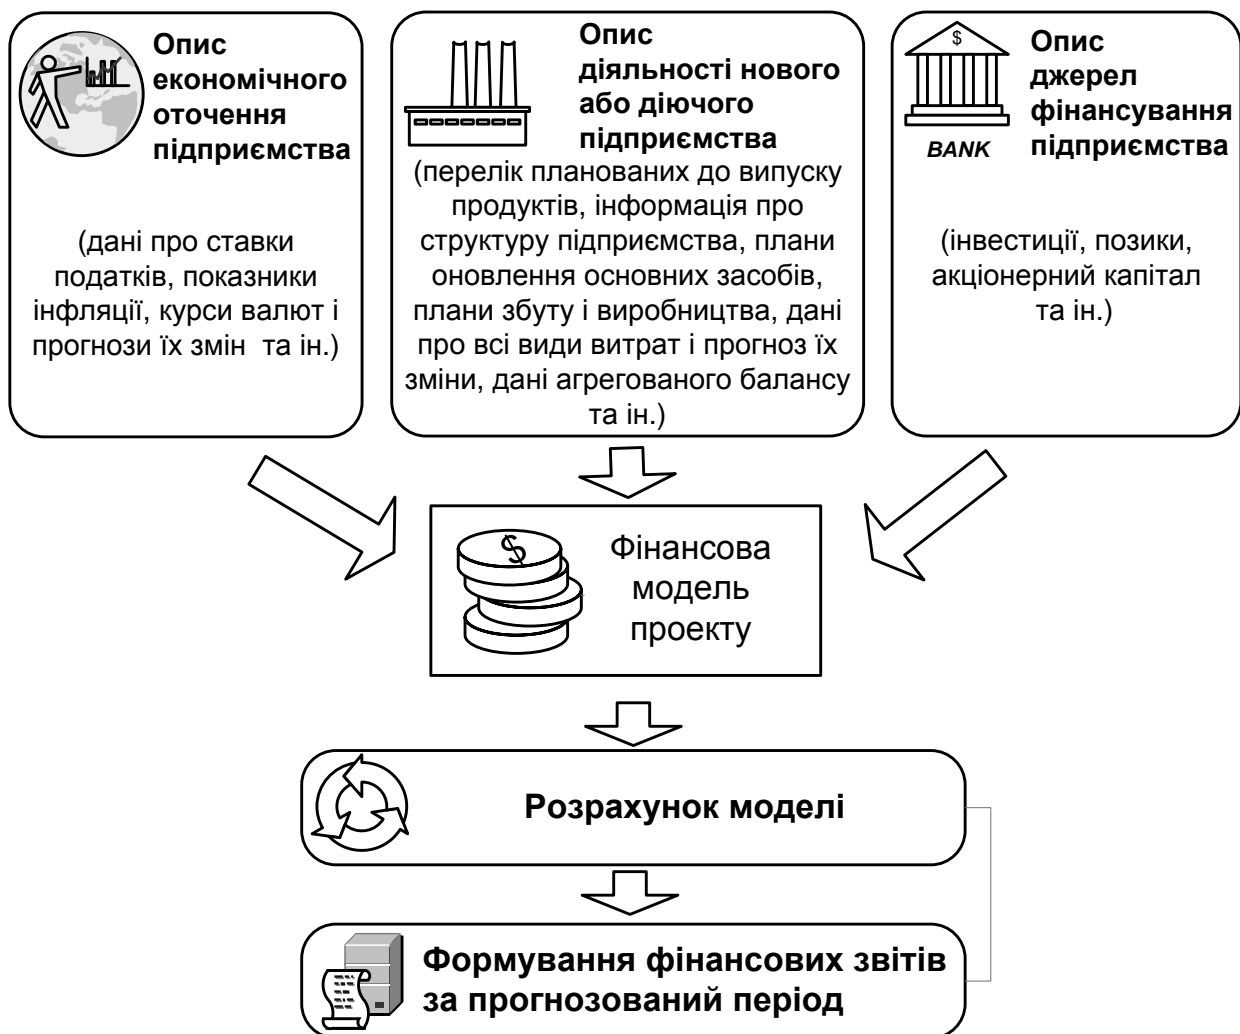 Опис
економічного
оточення
підприємства
(дані про ставки
податків, показники
інфляції, курси валют і
прогнози їх змін та ін.)
Опис
діяльності нового
або діючого
підприємства
(перелік планованих до випуску
продуктів, інформація про
структуру підприємства, плани
оновлення основних засобів,
плани збуту і виробництва, дані
про всі види витрат і прогноз їх
зміни, дані агрегованого балансу
та ін.)
$
BANK
Опис
джерел
фінансування
підприємства
(інвестиції, позики,
акціонерний капітал
та ін.)
$
Фінансова
модель
проекту
Розрахунок моделі
Формування фінансових звітів
за прогнозований період